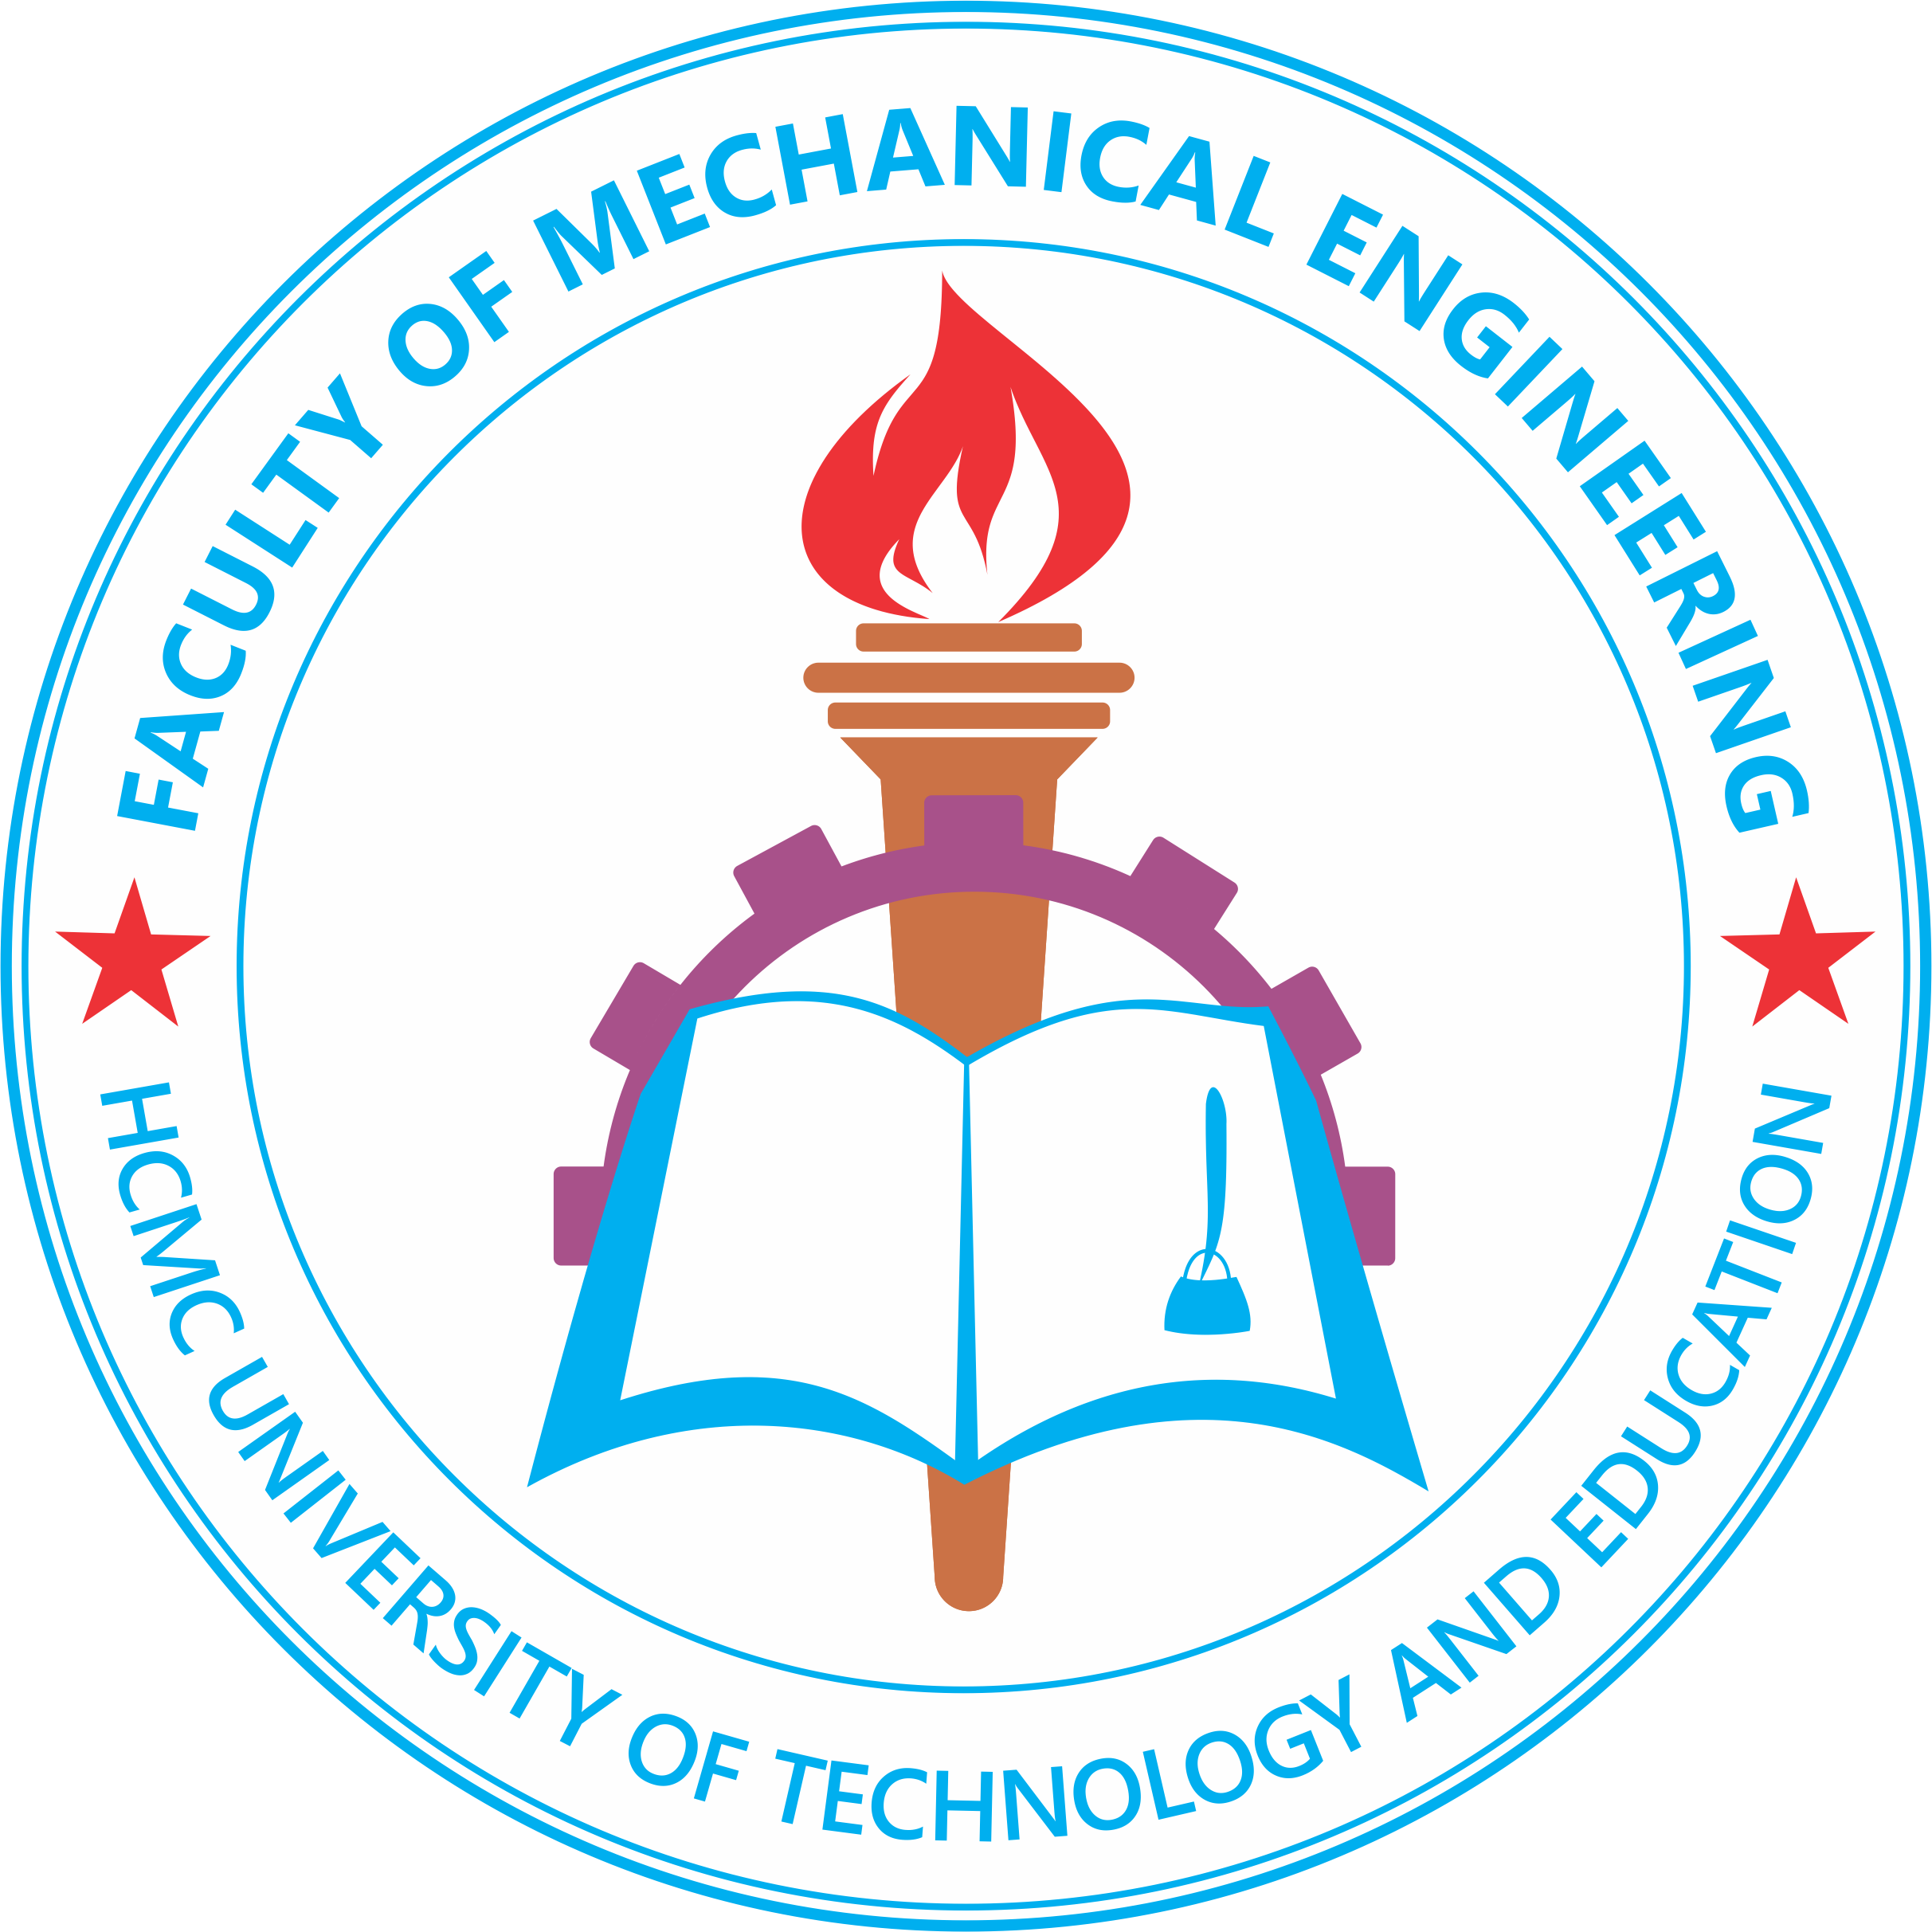 FACULTY OF MECHANICAL ENGINEERING
HCMC UNIVERSITY OF TECHNOLOGY AND EDUCATION